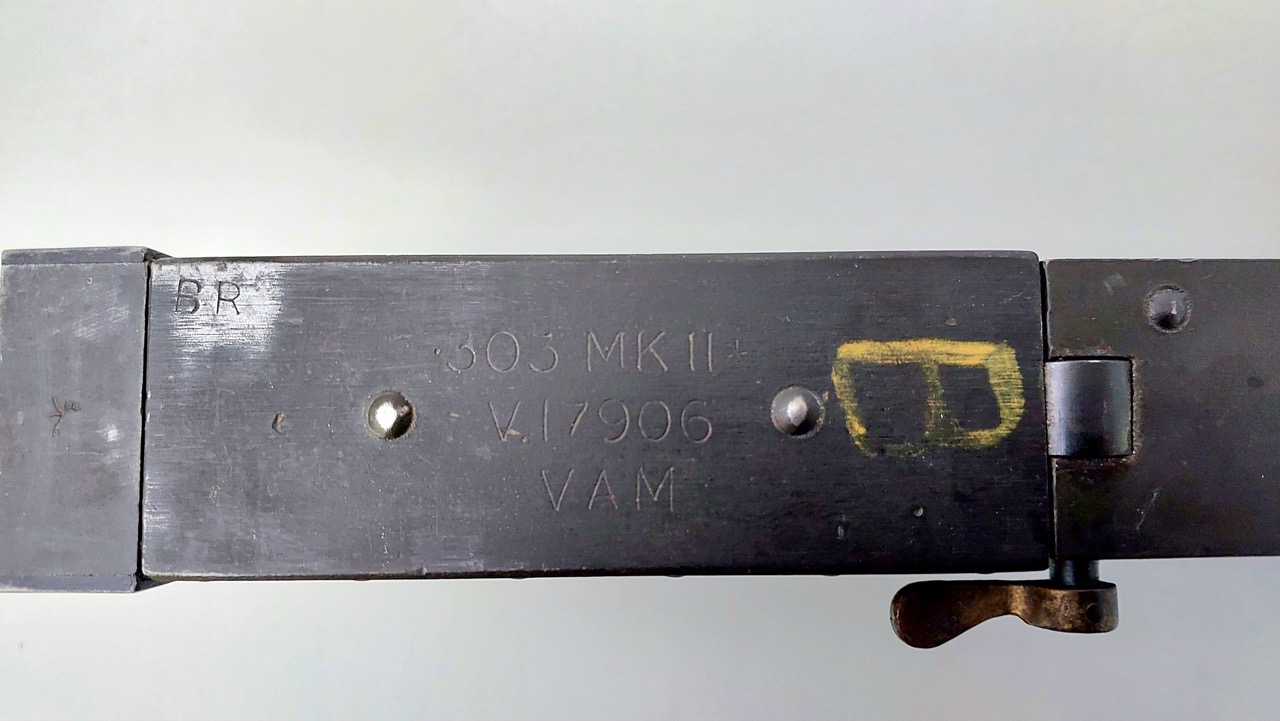 BR
.303 MK II*
V.17906
VAM
B